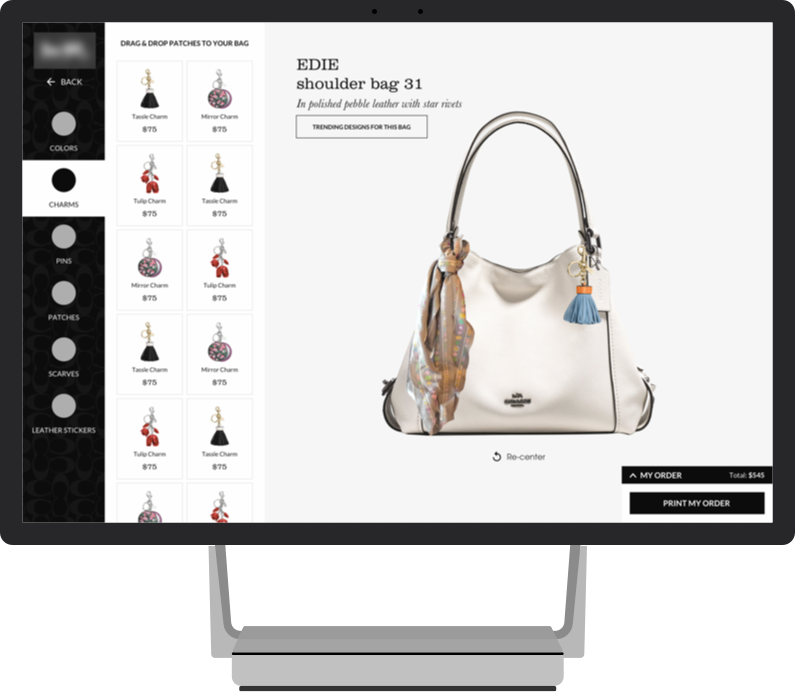 BACK
COLORS
CHARMS
PINS
PATCHES
SCARVES
LEATHER STICKERS
DRAG & DROP PATCHES TO YOUR BAG
Tassle Charm
$75
Mirror Charm
$75
Tulip Charm
$75
Tassle Charm
$75
Mirror Charm
$75
Tulip Charm
$75
Tassle Charm
$75
Mirror Charm
$75
Tulip Charm
$75
Tassle Charm
$75
EDIE
shoulder bag 31
In polished pebble leather with star rivets
TRENDING DESIGNS FOR THIS BAG
Re-center
MY ORDER Total: $545
PRINT MY ORDER